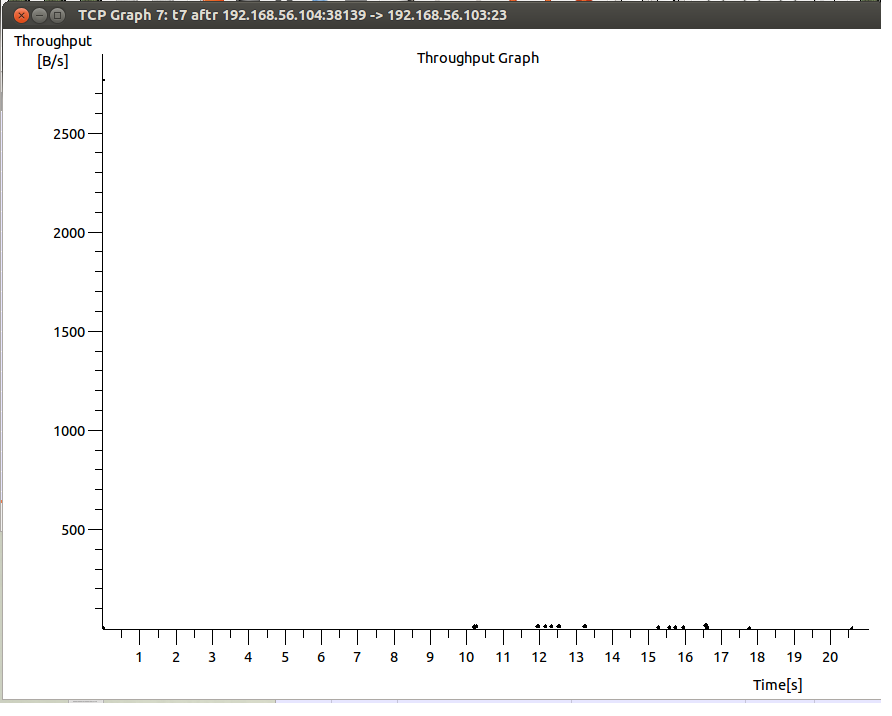 TCP Graph 7: t7 aftr 192.168.56.104:38139 -> 192.168.56.103:23
Throughput
[B/s]
Throughput Graph
2500
2000
1500
1000
500
1 2 3 4 5 6 7 8 9 10 11 12 13 14 15 16 17 18 19 20
Time[s]